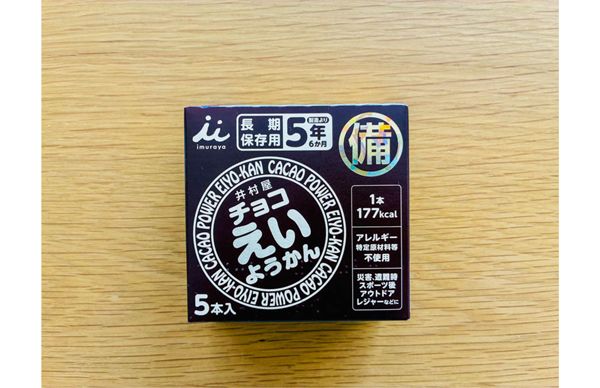 imuraya
長期
保存用
5年
製造より
6か月
備
CACAO POWER EIYO-KAN CACAO POWER EIYO-KAN CACAO POWER EIYO-KAN
井村屋
チョコ
えい
ようかん
5本入
1本
177kcal
アレルギー
特定原材料等
不使用
災害、遭難時
スポーツ後
アウトドア
レジャーなどに